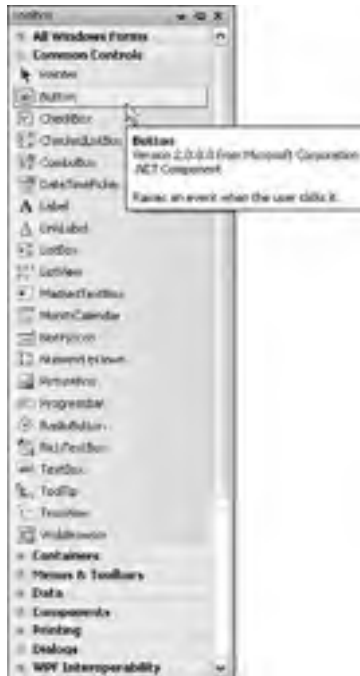 Toolbox
All Windows Forms
Common Controls
Pointer
Button
CheckBox
CheckedListBox
ComboBox
DateTimePicker
Label
LinkLabel
ListBox
ListView
MaskedTextBox
MonthCalendar
NotifyIcon
NumericUpDown
PictureBox
ProgressBar
RadioButton
RichTextBox
TextBox
ToolTip
TreeView
WebBrowser
Containers
Menus & Toolbars
Data
Components
Printing
Dialogs
WPF Interoperability
Button
Version 2.0.0.0 from Microsoft Corporation
.NET Component
Raises an event when the user clicks it.